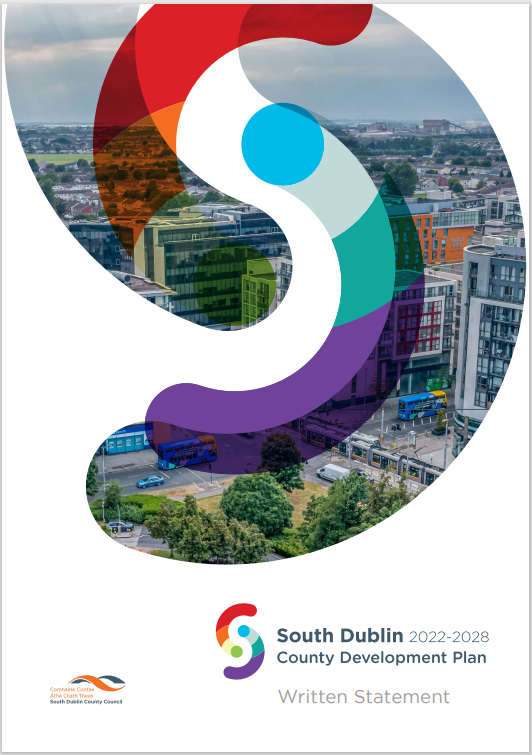 South Dublin 2022-2028
County Development Plan
Written Statement
Comhairle Contae
Átha Cliath Theas
South Dublin County Council